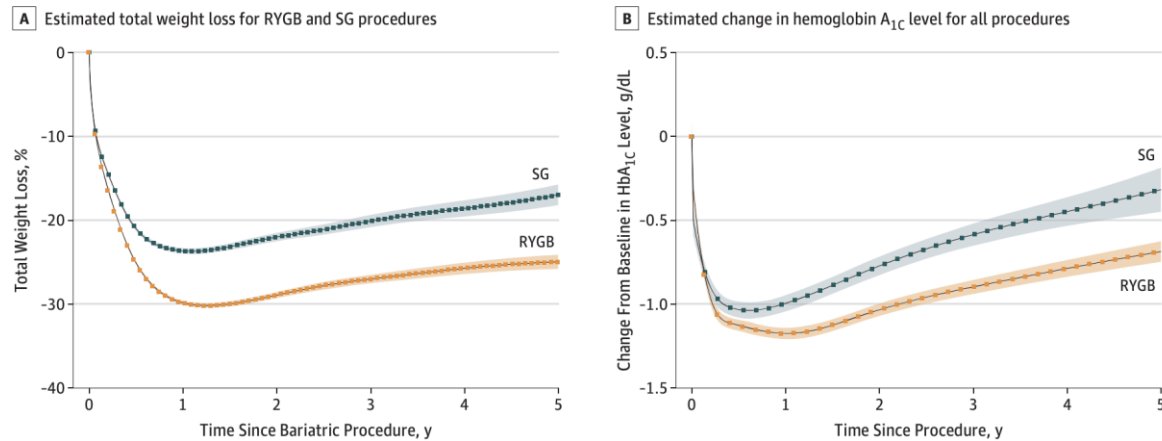 A Estimated total weight loss for RYGB and SG procedures
0
-10
-20
-30
-40
Total Weight Loss, %
SG
RYGB
0 1 2 3 4 5
Time Since Bariatric Procedure, y
B Estimated change in hemoglobin A1C level for all procedures
0.5
0
-0.5
-1.0
-1.5
Change From Baseline in HbA1C Level, g/dL
SG
RYGB
0 1 2 3 4 5
Time Since Procedure, y